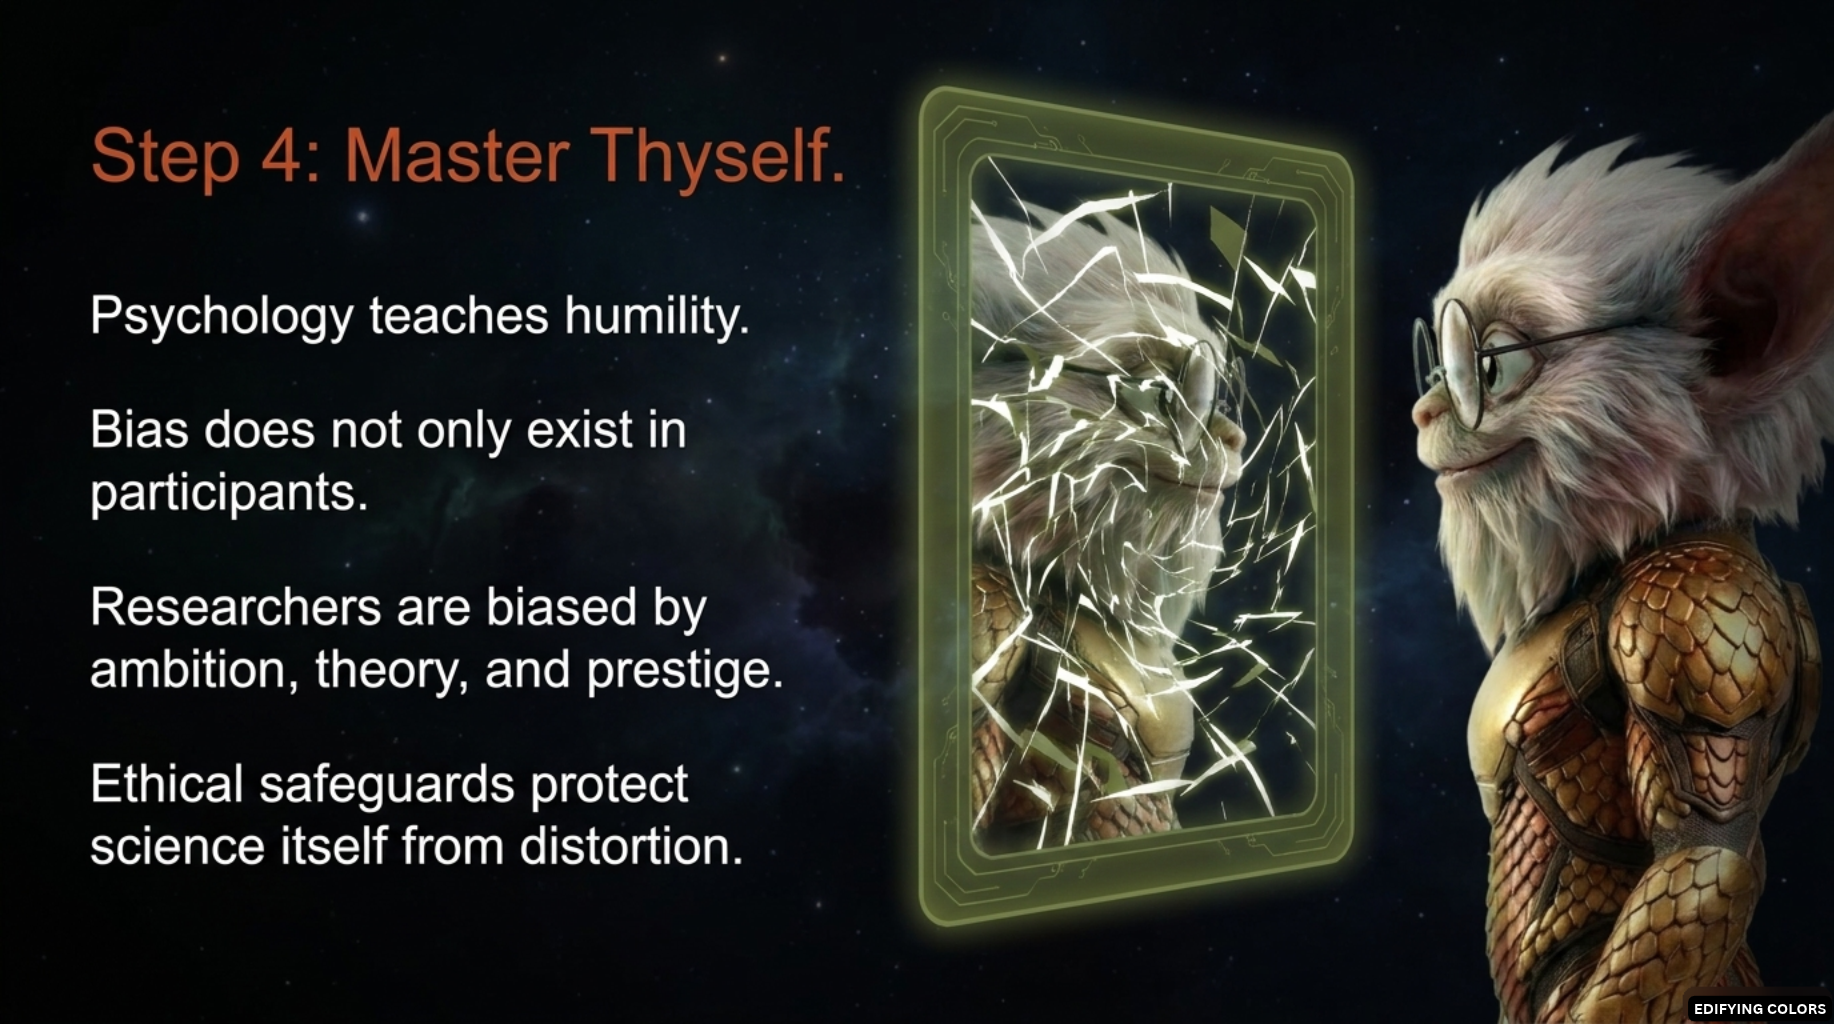 Step 4: Master Thyself.
Psychology teaches humility.
Bias does not only exist in
participants.
Researchers are biased by
ambition, theory, and prestige.
Ethical safeguards protect
science itself from distortion.
EDIFYING COLORS